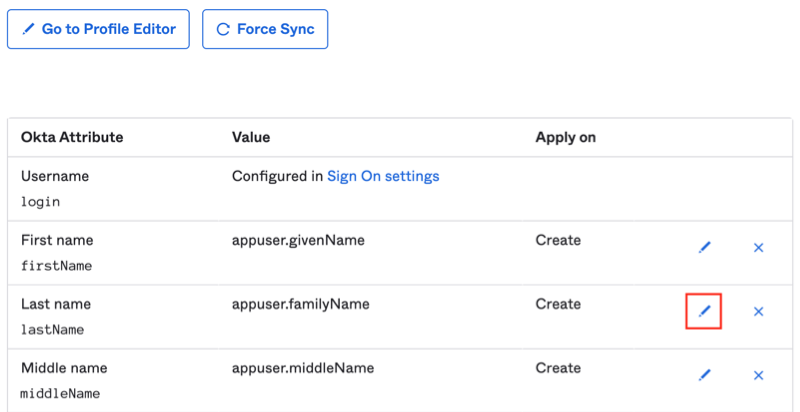 Go to Profile Editor
Force Sync
Okta Attribute Value Apply on
Username Configured in Sign On settings
login
First name appuser.givenName Create
firstName
Last name appuser.familyName Create
lastName
Middle name appuser.middleName Create
middleName